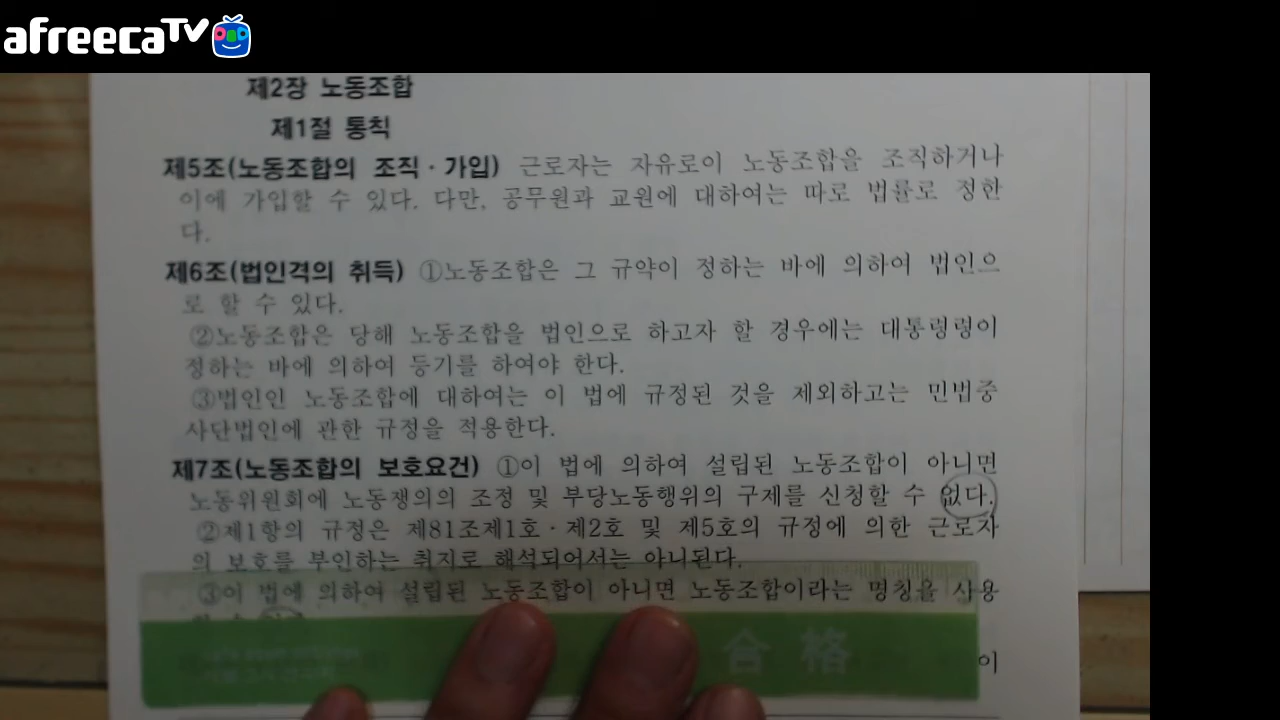 afreecaTV
제2장 노동조합
제1절 통칙
제5조(노동조합의 조직·가입) 근로자는 자유로이 노동조합을 조직하거나
이에 가입할 수 있다. 다만, 공무원과 교원에 대하여는 따로 법률로 정한
다.
제6조(법인격의 취득) ①노동조합은 그 규약이 정하는 바에 의하여 법인으
로 할 수 있다.
②노동조합은 당해 노동조합을 법인으로 하고자 할 경우에는 대통령령이
정하는 바에 의하여 등기를 하여야 한다.
③법인인 노동조합에 대하여는 이 법에 규정된 것을 제외하고는 민법중
사단법인에 관한 규정을 적용한다.
제7조(노동조합의 보호요건) ①이 법에 의하여 설립된 노동조합이 아니면
노동위원회에 노동쟁의의 조정 및 부당노동행위의 구제를 신청할 수 없다.
②제1항의 규정은 제81조제1호·제2호 및 제5호의 규정에 의한 근로자
의 보호를 부인하는 취지로 해석되어서는 아니된다.
③이 법에 의하여 설립된 노동조합이 아니면 노동조합이라는 명칭을 사용
合格
이